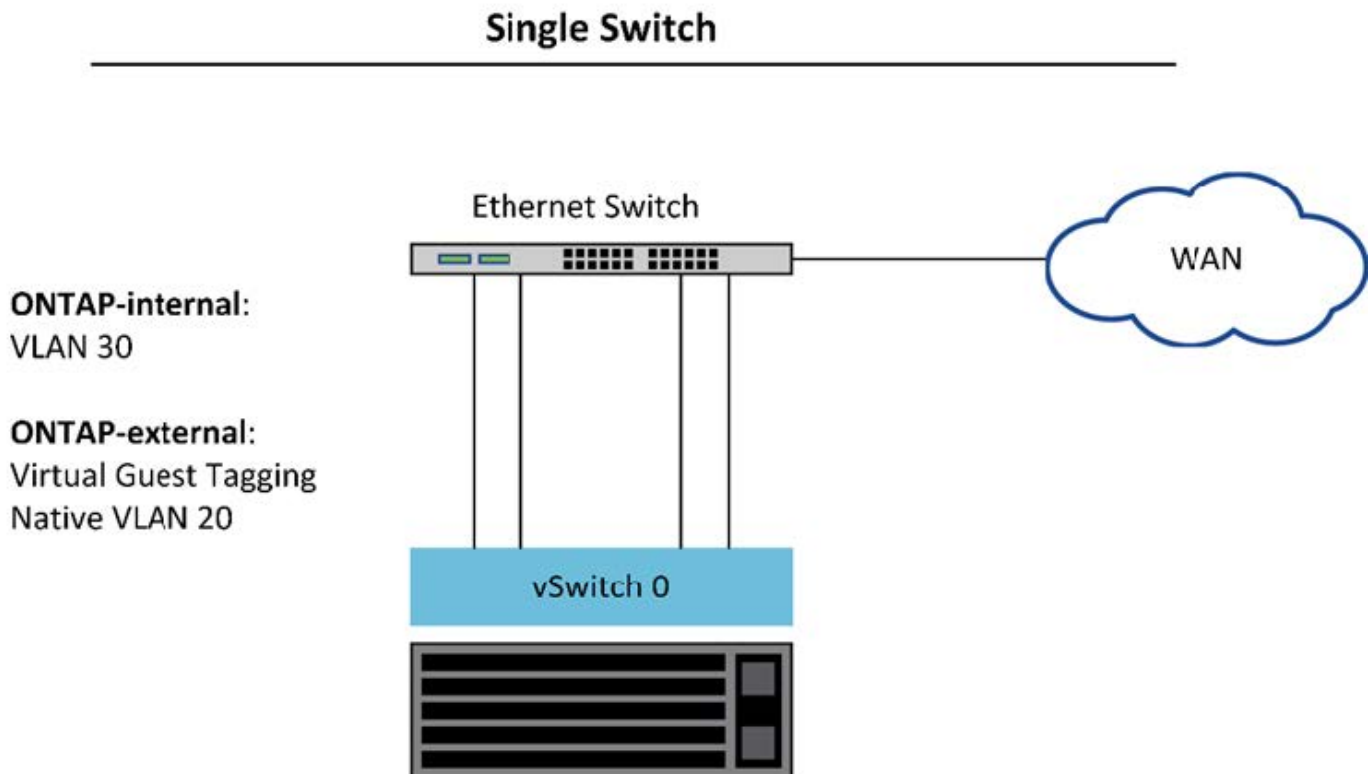 Single Switch
Ethernet Switch
WAN
ONTAP-internal:
VLAN 30
ONTAP-external:
Virtual Guest Tagging
Native VLAN 20
vSwitch 0